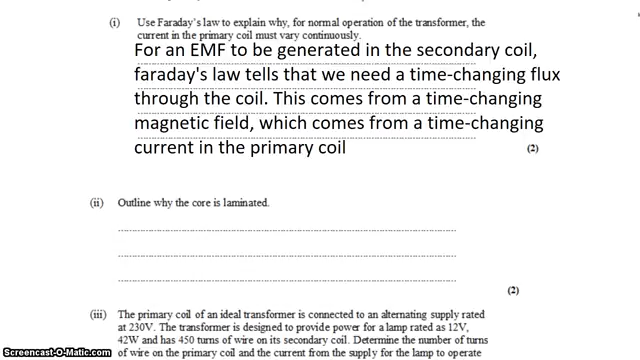 (i) Use Faraday's law to explain why, for normal operation of the transformer, the
current in the primary coil must vary continuously.
For an EMF to be generated in the secondary coil,
faraday's law tells that we need a time-changing flux
through the coil. This comes from a time-changing
magnetic field, which comes from a time-changing
current in the primary coil
(2)
(ii) Outline why the core is laminated.
(2)
(iii) The primary coil of an ideal transformer is connected to an alternating supply rated
at 230V. The transformer is designed to provide power for a lamp rated as 12V,
42W and has 450 turns of wire on its secondary coil. Determine the number of turns
of wire on the primary coil and the current from the supply for the lamp to operate
Screencast-O-Matic.com